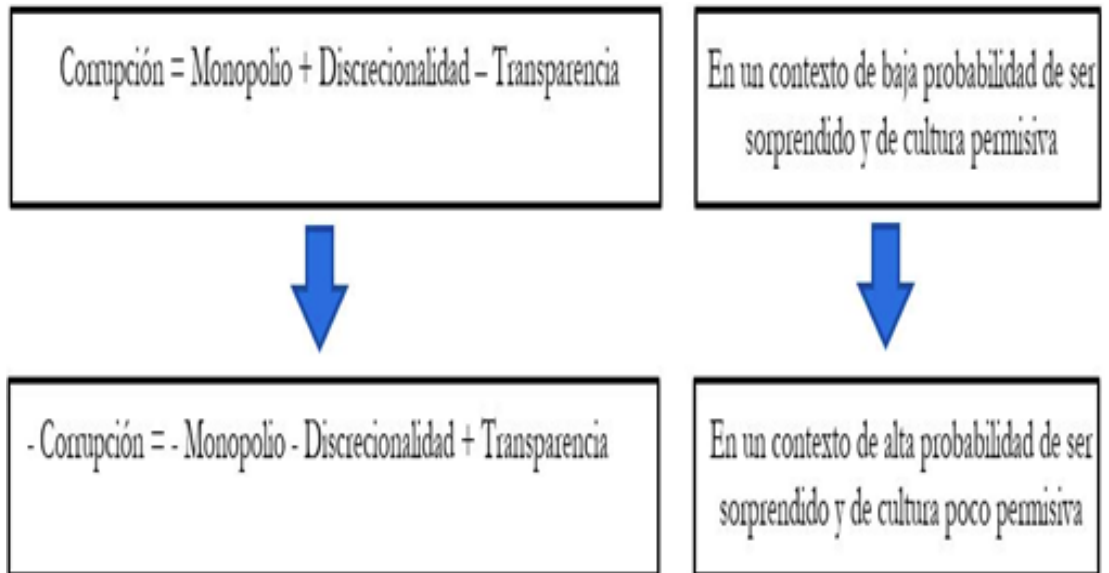 Corrupción = Monopolio + Discrecionalidad – Transparencia
En un contexto de baja probabilidad de ser
sorprendido y de cultura permisiva
- Corrupción = - Monopolio - Discrecionalidad + Transparencia
En un contexto de alta probabilidad de ser
sorprendido y de cultura poco permisiva